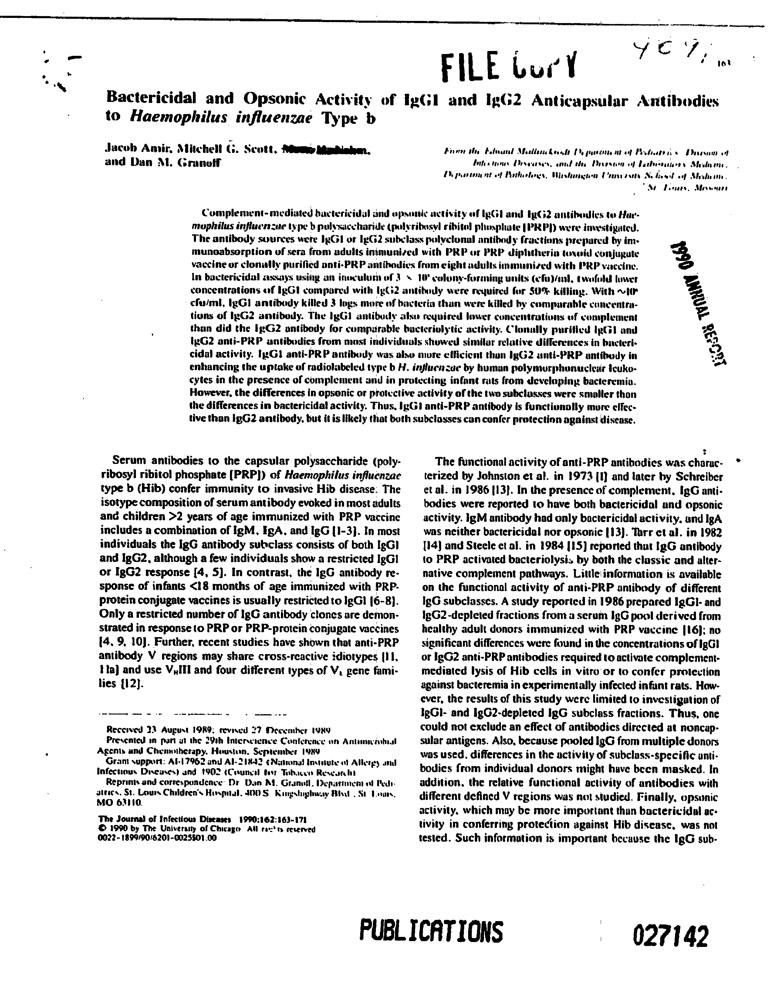 FILE COPY
Bactericidal and Opsonic Activity of IgG1 and IgG2 Anticapsular Antibodies
to Haemophilus influenzae Type b
Jacob Amir, Mitchell G. Scott,
and Dan M. Granoff
From the Edward Mallinckrodt Department of Pediatrics, Division of
Infectious Diseases, and the Division of Laboratory Medicine,
Department of Pathology, Washington University School of Medicine,
St. Louis, Missouri
Complement-mediated bactericidal and opsonic activity of IgG1 and IgG2 antibodies to Hae-
mophilus influenzae type b polysaccharide (polyribosyl ribitol phosphate [PRP]) were investigated.
The antibody sources were IgG1 or IgG2 subclass polyclonal antibody fractions prepared by im-
munoabsorption of sera from adults immunized with PRP or PRP diphtheria toxoid conjugate
vaccine or clonally purified anti-PRP antibodies from eight adults immunized with PRP vaccine.
In bactericidal assays using an inoculum of 3 × 10³ colony-forming units (cfu)/ml, twofold lower
concentrations of IgG1 compared with IgG2 antibody were required for 50% killing. With ~10⁶
cfu/ml, IgG1 antibody killed 3 logs more of bacteria than were killed by comparable concentra-
tions of IgG2 antibody. The IgG1 antibody also required lower concentrations of complement
than did the IgG2 antibody for comparable bacteriolytic activity. Clonally purified IgG1 and
IgG2 anti-PRP antibodies from most individuals showed similar relative differences in bacteri-
cidal activity. IgG1 anti-PRP antibody was also more efficient than IgG2 anti-PRP antibody in
enhancing the uptake of radiolabeled type b H. influenzae by human polymorphonuclear leuko-
cytes in the presence of complement and in protecting infant rats from developing bacteremia.
However, the differences in opsonic or protective activity of the two subclasses were smaller than
the differences in bactericidal activity. Thus, IgG1 anti-PRP antibody is functionally more effec-
tive than IgG2 antibody, but it is likely that both subclasses can confer protection against disease.
1990 ANNUAL REPORT
Serum antibodies to the capsular polysaccharide (poly-
ribosyl ribitol phosphate [PRP]) of Haemophilus influenzae
type b (Hib) confer immunity to invasive Hib disease. The
isotype composition of serum antibody evoked in most adults
and children >2 years of age immunized with PRP vaccine
includes a combination of IgM, IgA, and IgG [1-3]. In most
individuals the IgG antibody subclass consists of both IgG1
and IgG2, although a few individuals show a restricted IgG1
or IgG2 response [4, 5]. In contrast, the IgG antibody re-
sponse of infants <18 months of age immunized with PRP-
protein conjugate vaccines is usually restricted to IgG1 [6-8].
Only a restricted number of IgG antibody clones are demon-
strated in response to PRP or PRP-protein conjugate vaccines
[4, 9, 10]. Further, recent studies have shown that anti-PRP
antibody V regions may share cross-reactive idiotypes [11,
11a] and use VHIII and four different types of VL gene fami-
lies [12].
Received 23 August 1989; revised 27 December 1989
Presented in part at the 29th Interscience Conference on Antimicrobial
Agents and Chemotherapy, Houston, September 1989
Grant support: AI-17962 and AI-21842 (National Institute of Allergy and
Infectious Diseases) and 1902 (Council for Tobacco Research)
Reprints and correspondence: Dr. Dan M. Granoff, Department of Pedi-
atrics, St. Louis Children's Hospital, 400 S. Kingshighway Blvd., St. Louis,
MO 63110.
The Journal of Infectious Diseases 1990;162:163-171
© 1990 by The University of Chicago. All rights reserved
0022-1899/90/6201-0025$01.00
The functional activity of anti-PRP antibodies was charac-
terized by Johnston et al. in 1973 [1] and later by Schreiber
et al. in 1986 [13]. In the presence of complement, IgG anti-
bodies were reported to have both bactericidal and opsonic
activity. IgM antibody had only bactericidal activity, and IgA
was neither bactericidal nor opsonic [13]. Tarr et al. in 1982
[14] and Steele et al. in 1984 [15] reported that IgG antibody
to PRP activated bacteriolysis by both the classic and alter-
native complement pathways. Little information is available
on the functional activity of anti-PRP antibody of different
IgG subclasses. A study reported in 1986 prepared IgG1- and
IgG2-depleted fractions from a serum IgG pool derived from
healthy adult donors immunized with PRP vaccine [16]; no
significant differences were found in the concentrations of IgG1
or IgG2 anti-PRP antibodies required to activate complement-
mediated lysis of Hib cells in vitro or to confer protection
against bacteremia in experimentally infected infant rats. How-
ever, the results of this study were limited to investigation of
IgG1- and IgG2-depleted IgG subclass fractions. Thus, one
could not exclude an effect of antibodies directed at noncap-
sular antigens. Also, because pooled IgG from multiple donors
was used, differences in the activity of subclass-specific anti-
bodies from individual donors might have been masked. In
addition, the relative functional activity of antibodies with
different defined V regions was not studied. Finally, opsonic
activity, which may be more important than bactericidal ac-
tivity in conferring protection against Hib disease, was not
tested. Such information is important because the IgG sub-
PUBLICATIONS
027142